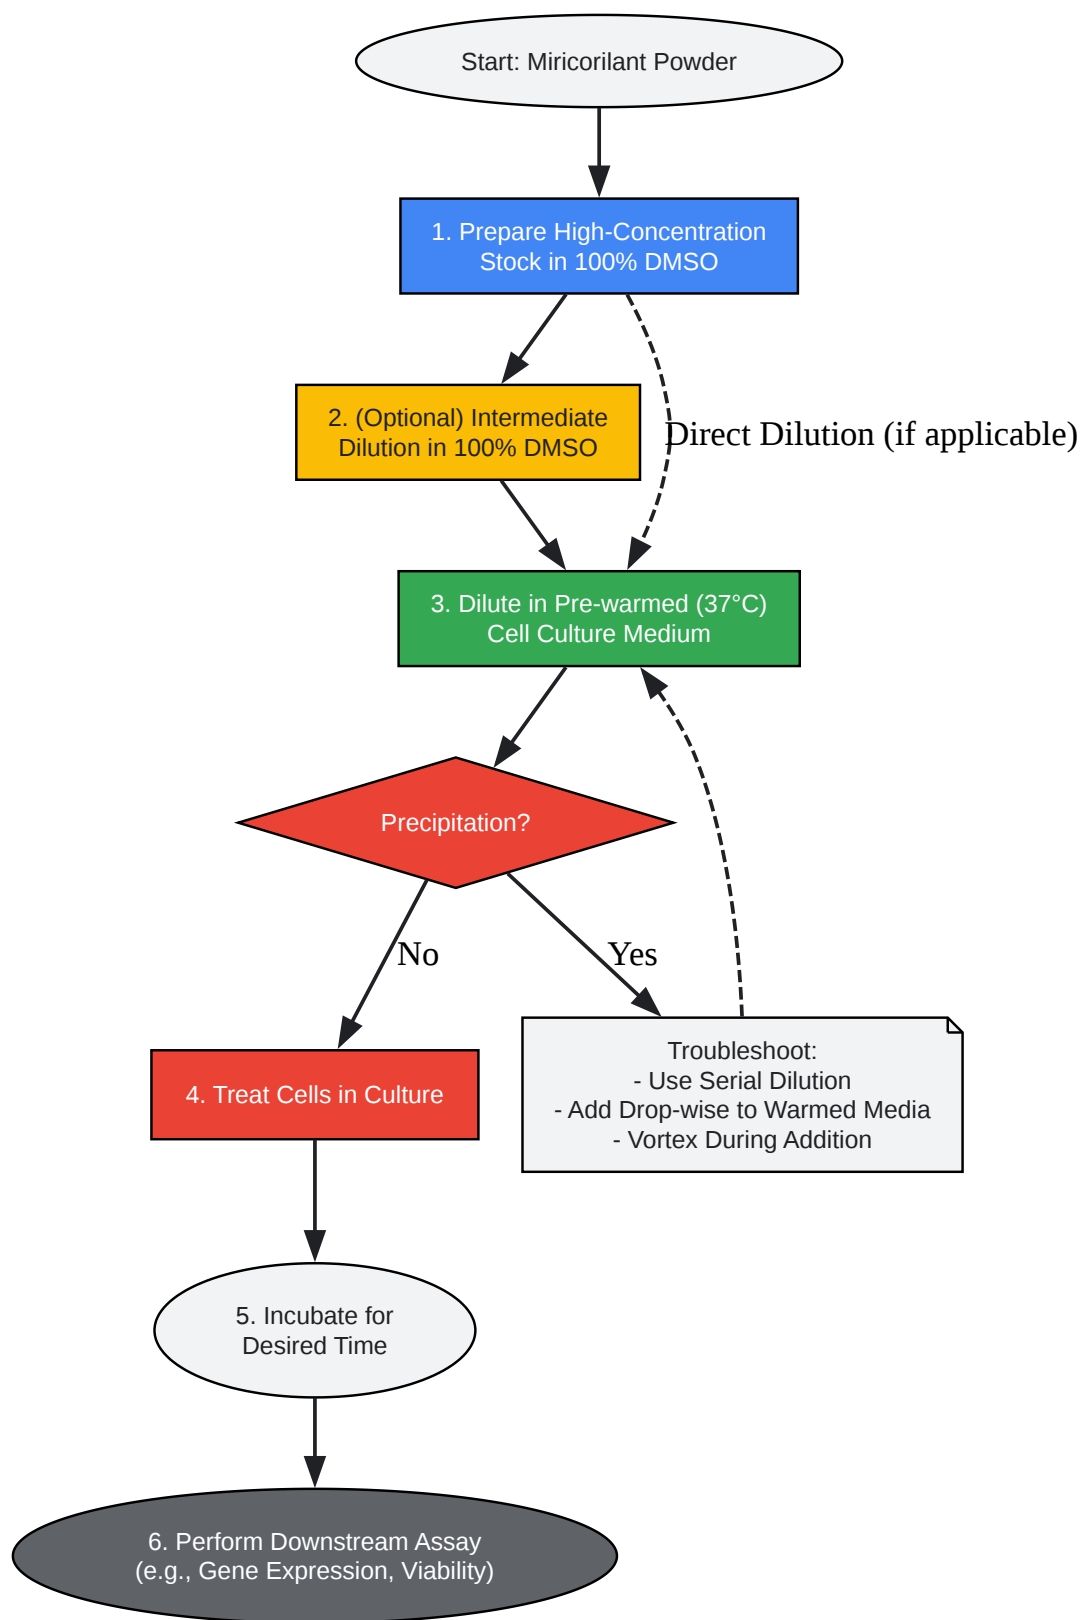 Start: Miricorilant Powder
1. Prepare High-Concentration
Stock in 100% DMSO
2. (Optional) Intermediate
Dilution in 100% DMSO
Direct Dilution (if applicable)
3. Dilute in Pre-warmed (37°C)
Cell Culture Medium
Precipitation?
No
Yes
Troubleshoot:
- Use Serial Dilution
- Add Drop-wise to Warmed Media
- Vortex During Addition
4. Treat Cells in Culture
5. Incubate for
Desired Time
6. Perform Downstream Assay
(e.g., Gene Expression, Viability)